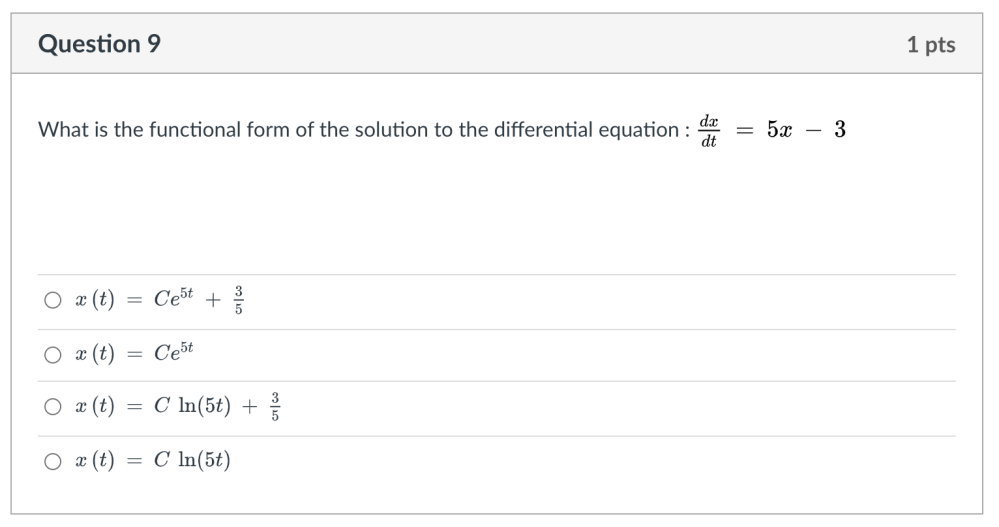 Question 9
1 pts
What is the functional form of the solution to the differential equation : $\frac{dx}{dt} = 5x - 3$
$x(t) = Ce^{5t} + \frac{3}{5}$
$x(t) = Ce^{5t}$
$x(t) = C \ln(5t) + \frac{3}{5}$
$x(t) = C \ln(5t)$